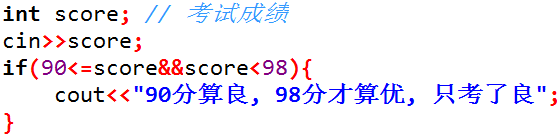 int score; // 考试成绩
cin>>score;
if(90<=score&&score<98){
    cout<<"90分算良, 98分才算优, 只考了良";
}